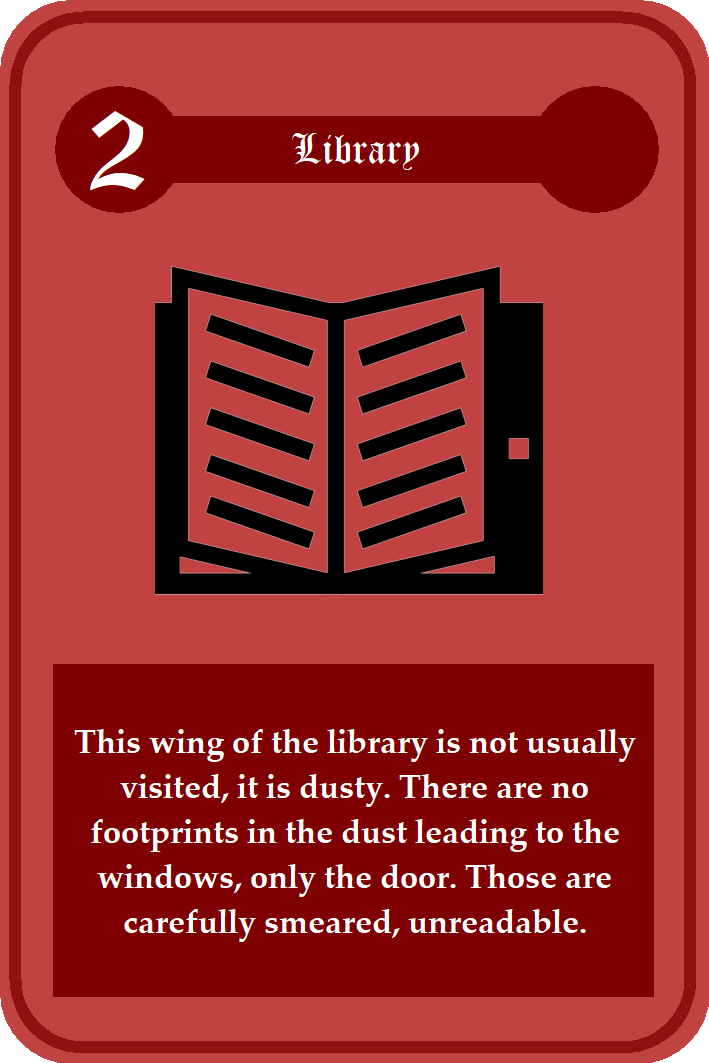 2
Library
This wing of the library is not usually
visited, it is dusty. There are no
footprints in the dust leading to the
windows, only the door. Those are
carefully smeared, unreadable.